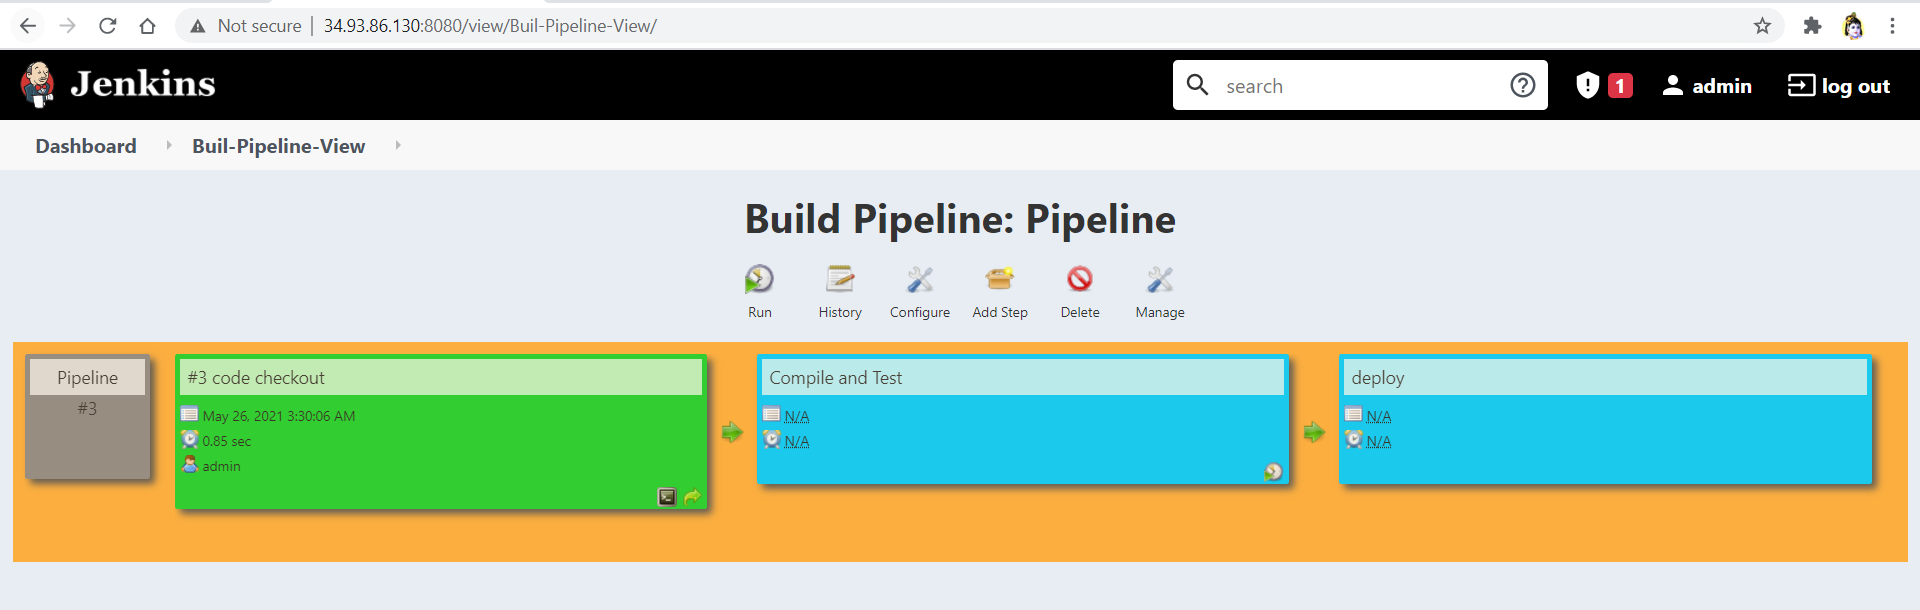 Not secure | 34.93.86.130:8080/view/Buil-Pipeline-View/
Jenkins
search
1
admin
log out
Dashboard
Buil-Pipeline-View
Build Pipeline: Pipeline
Run
History
Configure
Add Step
Delete
Manage
Pipeline
#3
#3 code checkout
May 26, 2021 3:30:06 AM
0.85 sec
admin
Compile and Test
N/A
N/A
deploy
N/A
N/A